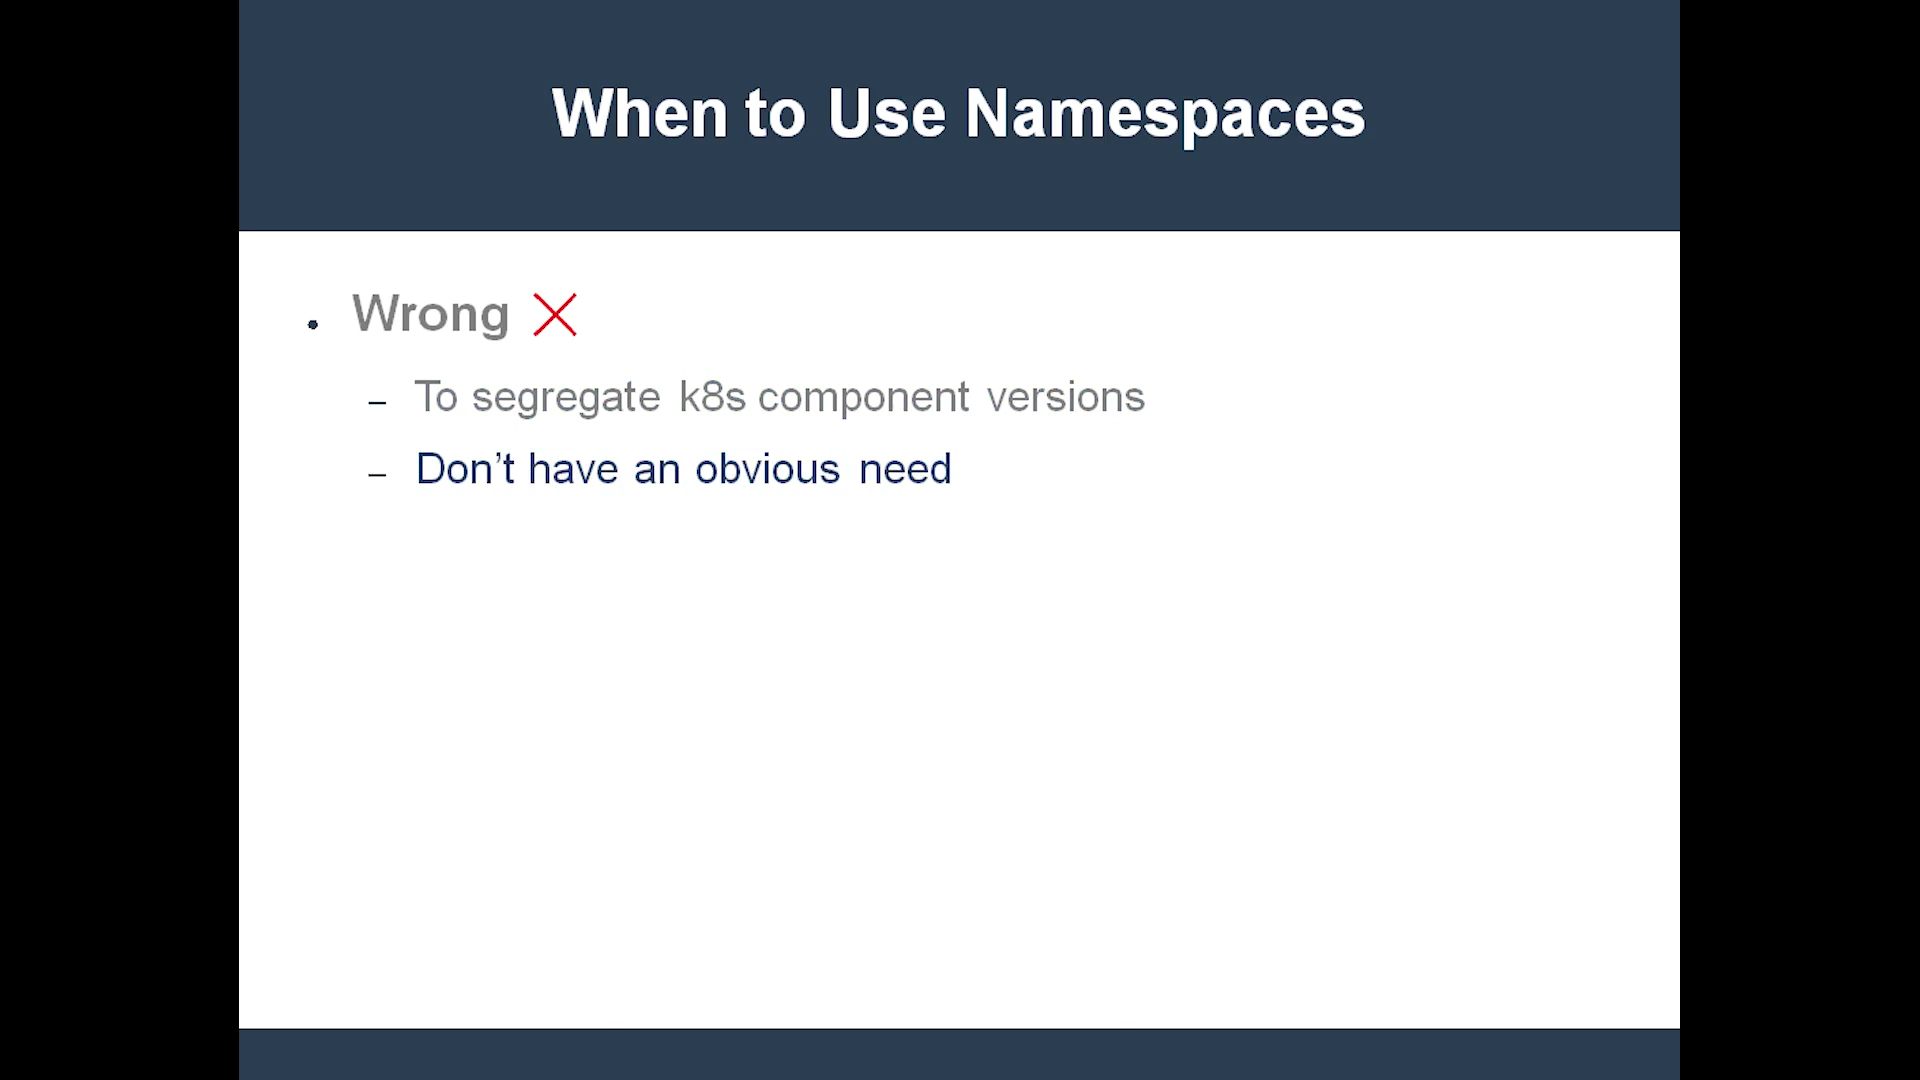 When to Use Namespaces
• Wrong
– To segregate k8s component versions
– Don’t have an obvious need